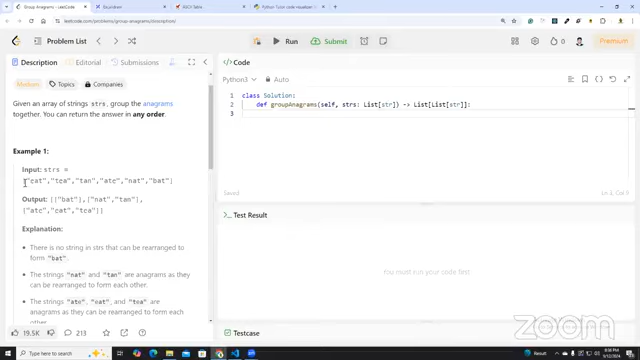 Group Anagrams - LeetCode
ASCII Table
Python Tutor code visualizer
leetcode.com/problems/group-anagrams/description/
Problem List
Run
Submit
0
Premium
Description
Editorial
Submissions
Code
Python3
Auto
Medium
Topics
Companies
Given an array of strings strs, group the anagrams
together. You can return the answer in any order.
Example 1:
Input: strs =
["eat","tea","tan","ate","nat","bat"]
Output: [["bat"],["nat","tan"],
["ate","eat","tea"]]
Explanation:
There is no string in strs that can be rearranged to
form "bat".
The strings "nat" and "tan" are anagrams as they
can be rearranged to form each other.
The strings "ate", "eat", and "tea" are
anagrams as they can be rearranged to form each
other.
19.5K
213
1 class Solution:
2 def groupAnagrams(self, strs: List[str]) -> List[List[str]]:
3
Saved
Test Result
You must run your code first
Testcase
zoom
Type here to search
Result
9/12/2024